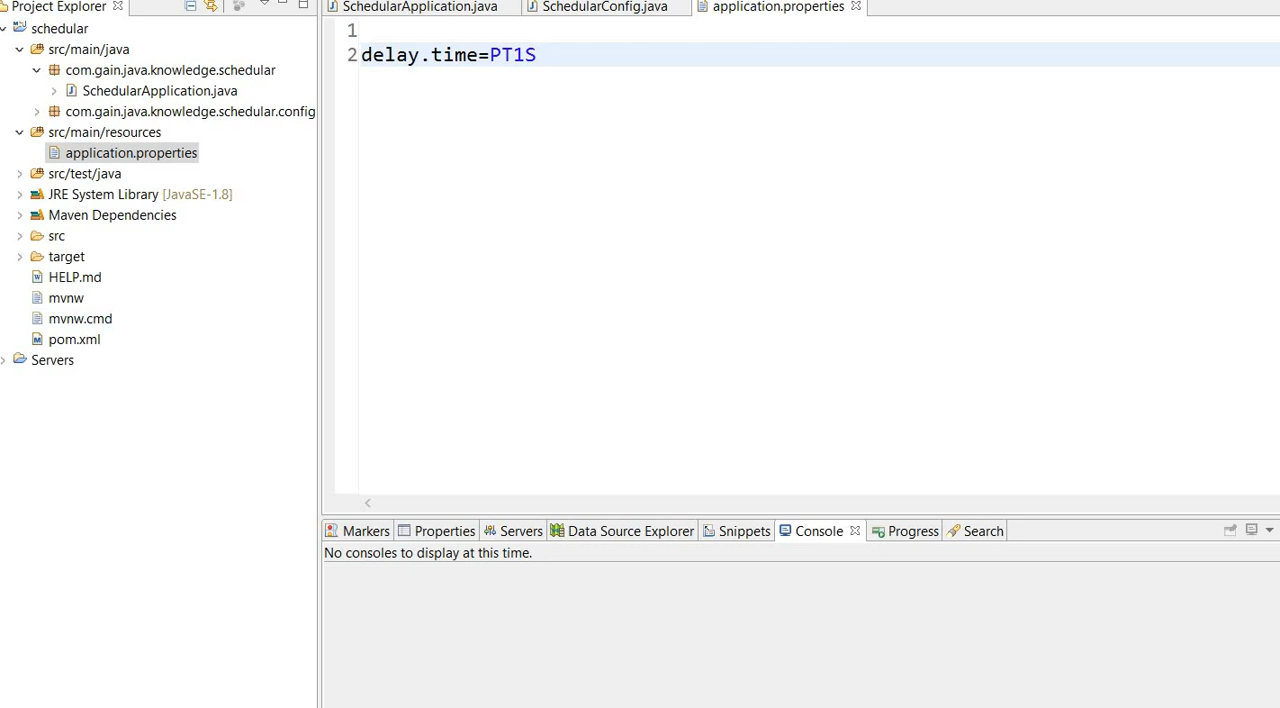 Project Explorer
SchedularApplication.java
SchedularConfig.java
application.properties
schedular
src/main/java
com.gain.java.knowledge.schedular
SchedularApplication.java
com.gain.java.knowledge.schedular.config
src/main/resources
application.properties
src/test/java
JRE System Library [JavaSE-1.8]
Maven Dependencies
src
target
HELP.md
mvnw
mvnw.cmd
pom.xml
Servers
1
2 delay.time=PT1S
Markers Properties Servers Data Source Explorer Snippets Console Progress Search
No consoles to display at this time.